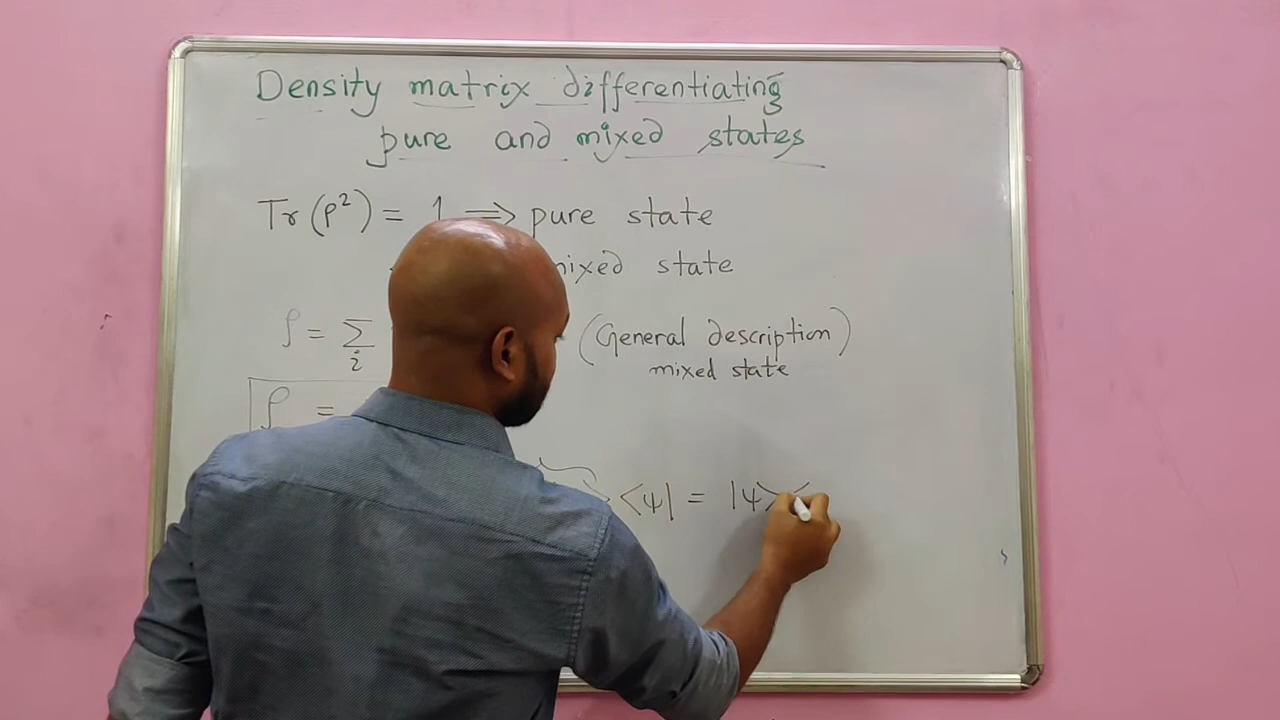 Density matrix differentiating
pure and mixed states
Tr(ρ²) = 1 ⇒ pure state
mixed state
ρ = Σ i (General description)
mixed state
ρ =
⟩⟨ψ| = |ψ⟩⟨